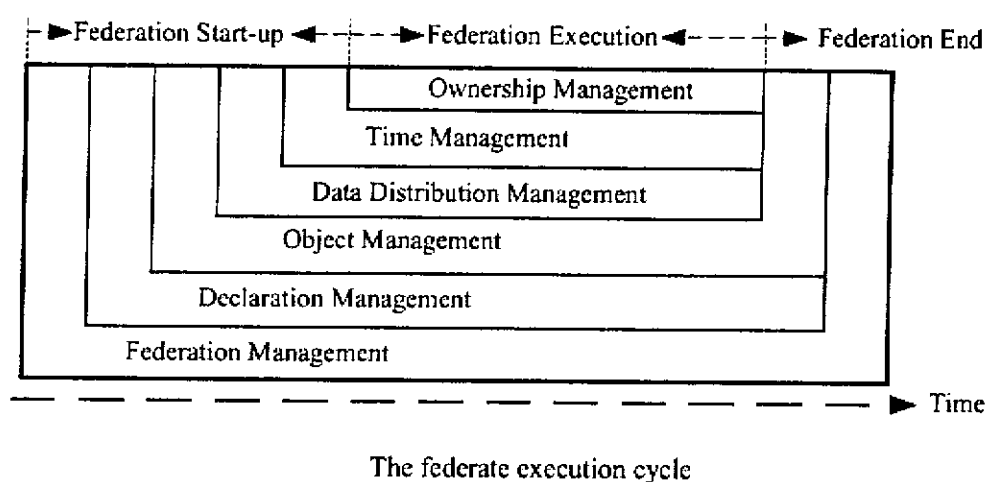 Federation Start-up Federation Execution Federation End
Ownership Management
Time Management
Data Distribution Management
Object Management
Declaration Management
Federation Management
Time
The federate execution cycle